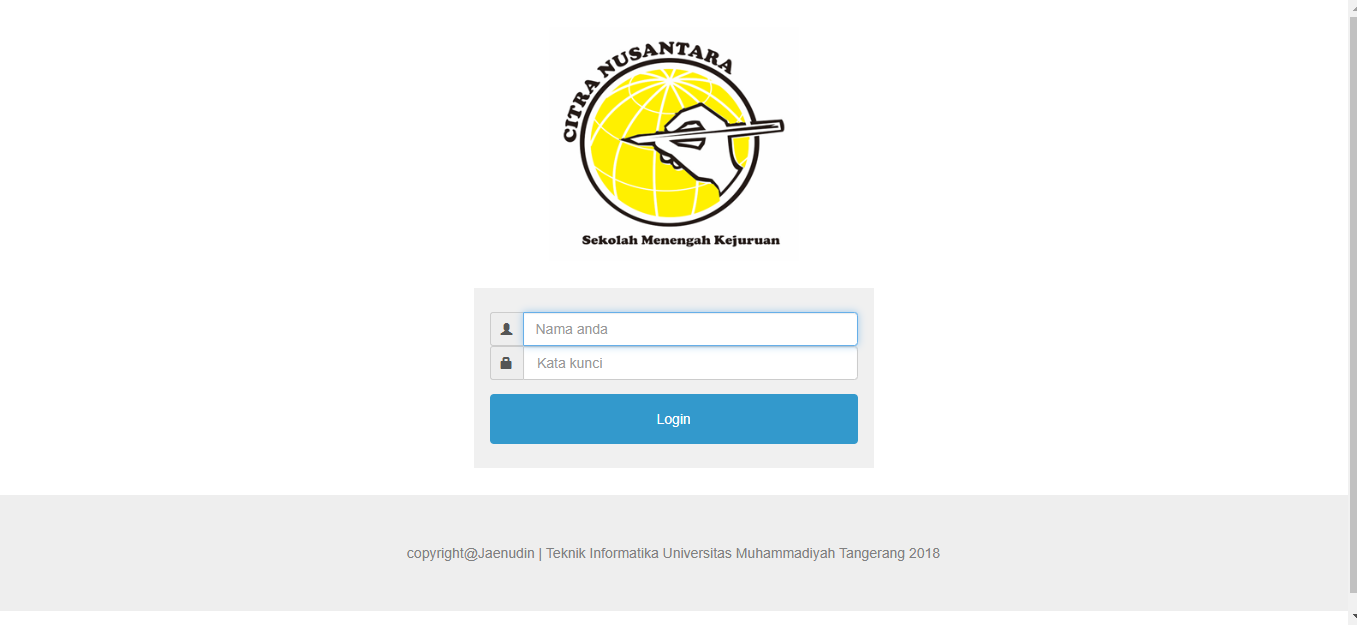 CITRA NUSANTARA
Sekolah Menengah Kejuruan
Nama anda
Kata kunci
Login
copyright@Jaenudin | Teknik Informatika Universitas Muhammadiyah Tangerang 2018